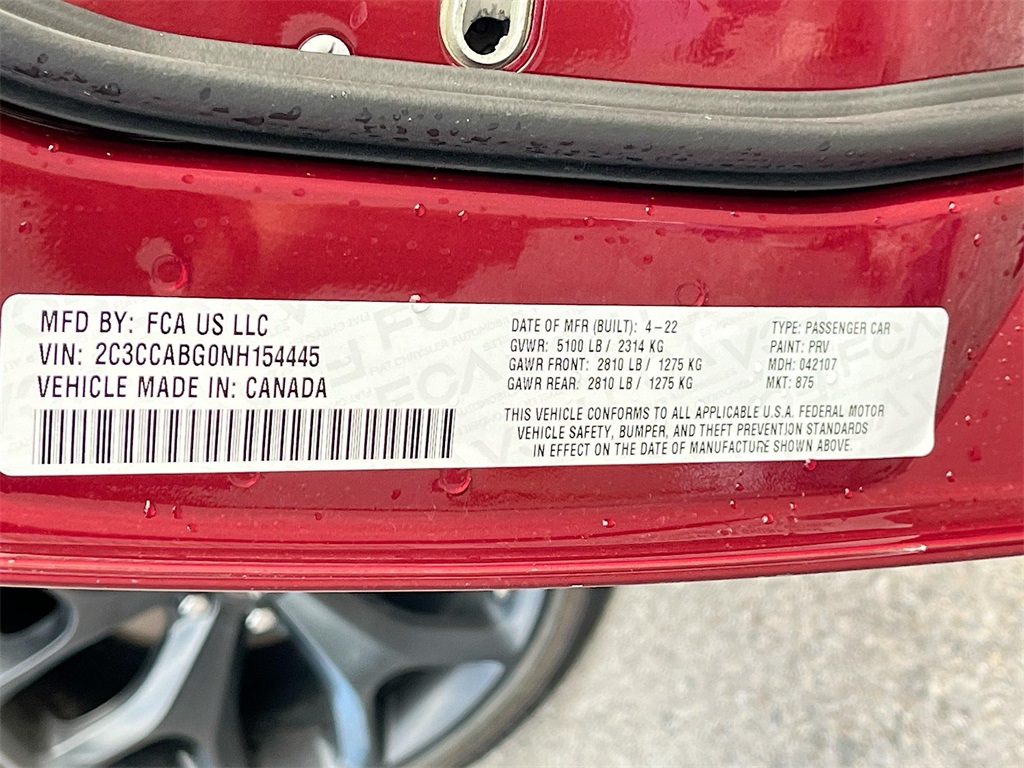 MFD BY: FCA US LLC
VIN: 2C3CCABG0NH154445
VEHICLE MADE IN: CANADA
DATE OF MFR (BUILT): 4-22
GVWR: 5100 LB / 2314 KG
GAWR FRONT: 2810 LB / 1275 KG
GAWR REAR: 2810 LB / 1275 KG
TYPE: PASSENGER CAR
PAINT: PRV
MDH: 042107
MKT: 875
THIS VEHICLE CONFORMS TO ALL APPLICABLE U.S.A. FEDERAL MOTOR
VEHICLE SAFETY, BUMPER, AND THEFT PREVENTION STANDARDS
IN EFFECT ON THE DATE OF MANUFACTURE SHOWN ABOVE.